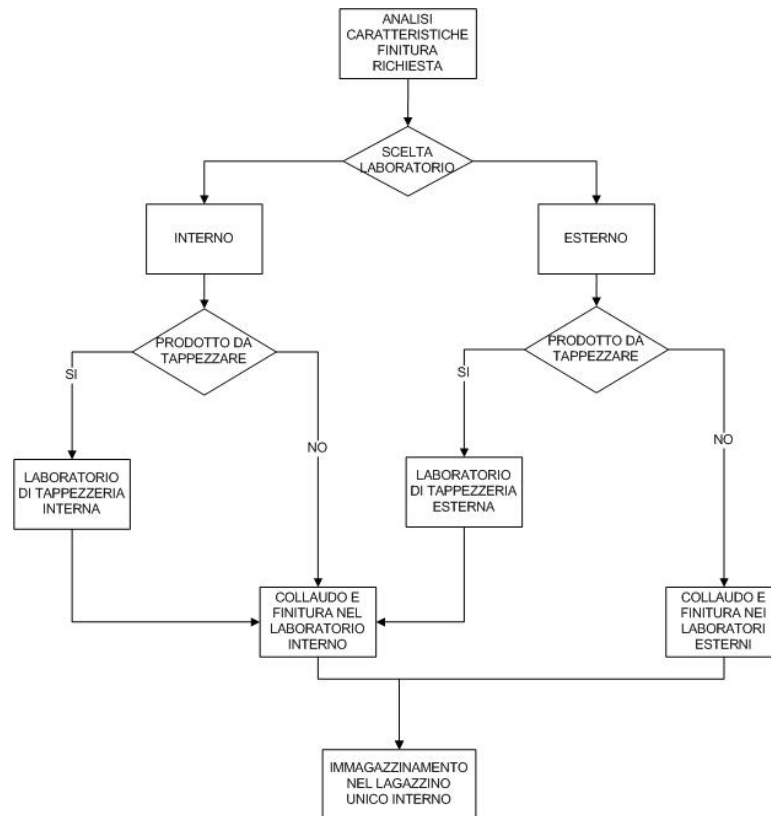 ANALISI
CARATTERISTICHE
FINITURA
RICHIESTA
SCELTA
LABORATORIO
INTERNO
ESTERNO
PRODOTTO DA
TAPPEZZARE
PRODOTTO DA
TAPPEZZARE
SI
NO
SI
NO
LABORATORIO
DI TAPPEZZERIA
INTERNA
LABORATORIO
DI TAPPEZZERIA
ESTERNA
COLLAUDO E
FINITURA NEL
LABORATORIO
INTERNO
COLLAUDO E
FINITURA NEI
LABORATORI
ESTERNI
IMMAGAZZINAMENTO
NEL LAGAZZINO
UNICO INTERNO